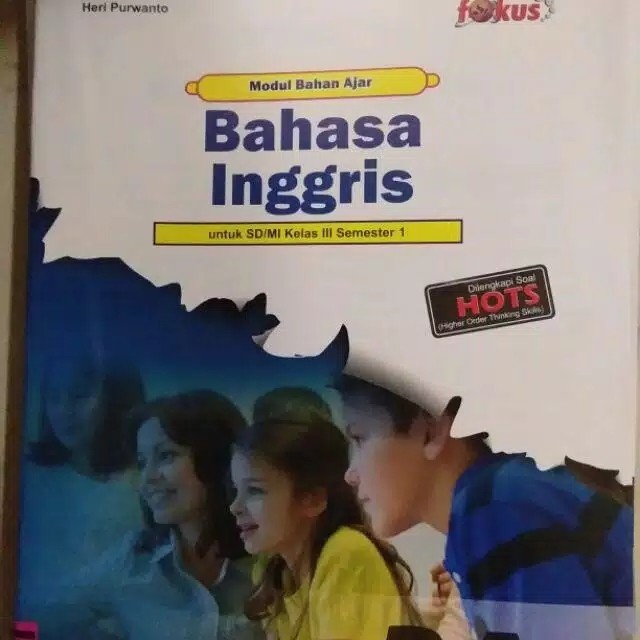 Heri Purwanto
fokus
Modul Bahan Ajar
Bahasa
Inggris
untuk SD/MI Kelas III Semester 1
Dilengkapi Soal
HOTS
(Higher Order Thinking Skills)